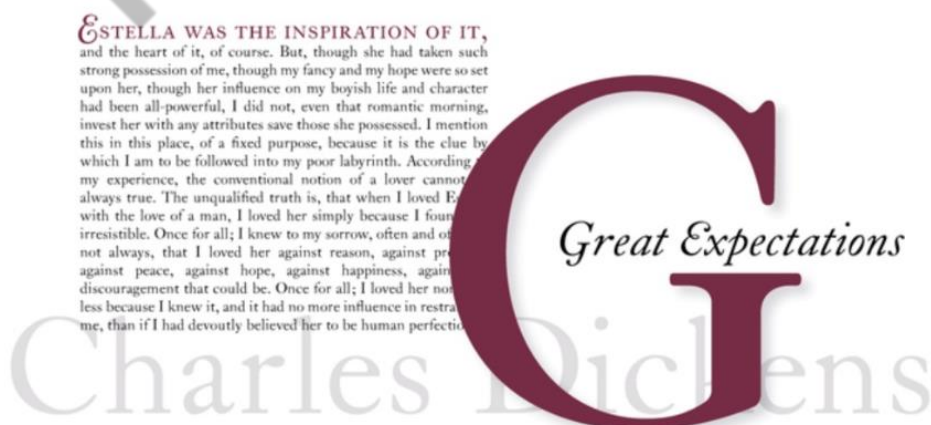 ESTELLA WAS THE INSPIRATION OF IT,
and the heart of it, of course. But, though she had taken such
strong possession of me, though my fancy and my hope were so set
upon her, though her influence on my boyish life and character
had been all-powerful, I did not, even that romantic morning,
invest her with any attributes save those she possessed. I mention
this in this place, of a fixed purpose, because it is the clue by
which I am to be followed into my poor labyrinth. According
my experience, the conventional notion of a lover cannot
always true. The unqualified truth is, that when I loved
with the love of a man, I loved her simply because I
irresistible. Once for all; I knew to my sorrow, often and
not always, that I loved her against reason, against
against peace, against hope, against happiness,
discouragement that could be. Once for all; I loved her
less because I knew it, and it had no more influence in
me, than if I had devoutly believed her to be human
G
Great Expectations
Charles Dickens